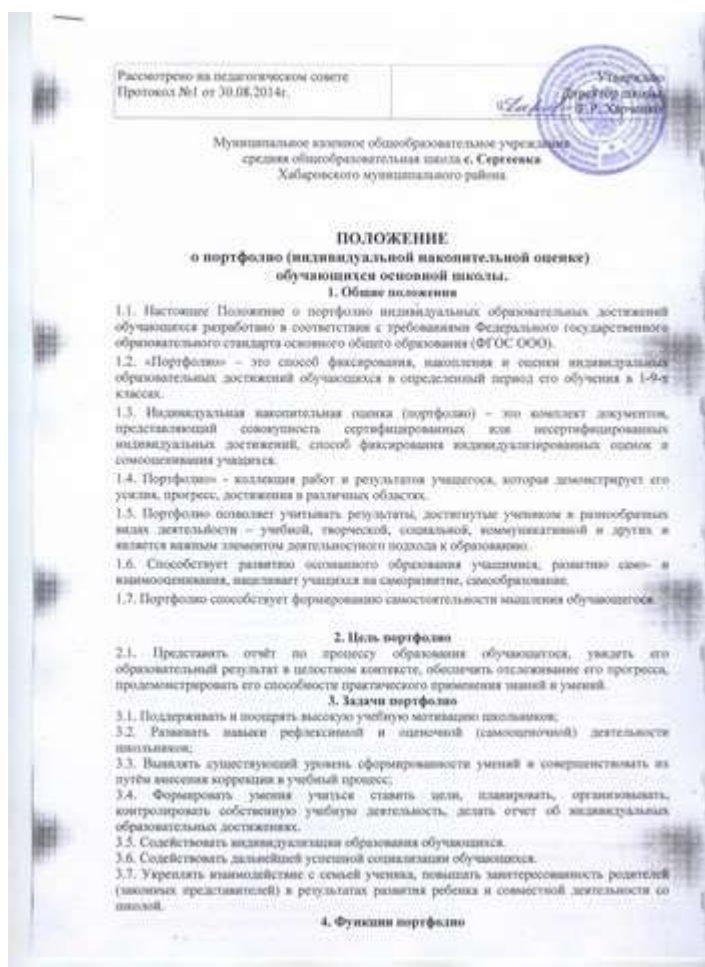 Рассмотрено на педагогическом совете
Протокол №1 от 30.08.2014г.
Утверждаю
Директор школы
Е.Р. Харченко
Муниципальное казенное общеобразовательное учреждение
средняя общеобразовательная школа с. Сергеевка
Хабаровского муниципального района
ПОЛОЖЕНИЕ
о портфолио (индивидуальной накопительной оценке)
обучающихся основной школы.
1. Общие положения
1.1. Настоящее Положение о портфолио индивидуальных образовательных достижений
обучающихся разработано в соответствии с требованиями Федерального государственного
образовательного стандарта основного общего образования (ФГОС ООО).
1.2. «Портфолио» – это способ фиксирования, накопления и оценки индивидуальных
образовательных достижений обучающихся в определенный период его обучения в 1-9-х
классах.
1.3. Индивидуальная накопительная оценка (портфолио) – это комплект документов,
представляющий совокупность сертифицированных или несертифицированных
индивидуальных достижений, способ фиксирования индивидуализированных оценок и
сомооценивания учащихся.
1.4. Портфолио» - коллекция работ и результатов учащегося, которая демонстрирует его
усилия, прогресс, достижения в различных областях.
1.5. Портфолио позволяет учитывать результаты, достигнутые учеником в разнообразных
видах деятельности – учебной, творческой, социальной, коммуникативной и других и
является важным элементом деятельностного подхода к образованию.
1.6. Способствует развитию осознанного образования учащимися, развитию само- и
взаимооценивания, нацеливает учащихся на саморазвитие, самообразование.
1.7. Портфолио способствует формированию самостоятельности мышления обучающегося.
2. Цель портфолио
2.1. Представить отчёт по процессу образования обучающегося, увидеть его
образовательный результат в целостном контексте, обеспечить отслеживание его прогресса,
продемонстрировать его способности практического применения знаний и умений.
3. Задачи портфолио
3.1. Поддерживать и поощрять высокую учебную мотивацию школьников;
3.2. Развивать навыки рефлексивной и оценочной (самооценочной) деятельности
школьников;
3.3. Выявлять существующий уровень сформированности умений и совершенствовать их
путём внесения коррекции в учебный процесс;
3.4. Формировать умения учиться ставить цели, планировать, организовывать,
контролировать собственную учебную деятельность, делать отчет об индивидуальных
образовательных достижениях.
3.5. Содействовать индивидуализации образования обучающихся.
3.6. Содействовать дальнейшей успешной социализации обучающихся.
3.7. Укреплять взаимодействие с семьей ученика, повышать заинтересованность родителей
(законных представителей) в результатах развития ребенка и совместной деятельности со
школой.
4. Функции портфолио